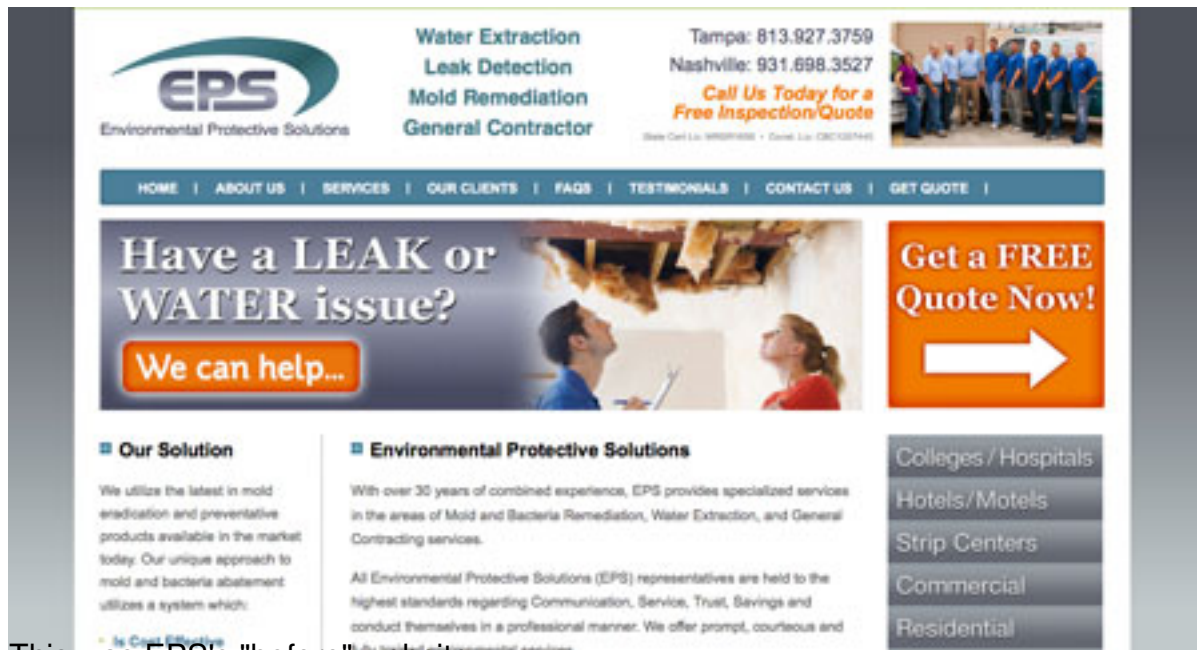 EPS
Environmental Protective Solutions
Water Extraction
Leak Detection
Mold Remediation
General Contractor
Tampa: 813.927.3759
Nashville: 931.698.3527
Call Us Today for a
Free Inspection/Quote
HOME | ABOUT US | SERVICES | OUR CLIENTS | FAQS | TESTIMONIALS | CONTACT US | GET QUOTE |
Have a LEAK or
WATER issue?
We can help...
Get a FREE
Quote Now!
Our Solution
We utilize the latest in mold
eradication and preventative
products available in the market
today. Our unique approach to
mold and bacteria abatement
utilizes a system which:
Is Cost Effective
Environmental Protective Solutions
With over 30 years of combined experience, EPS provides specialized services
in the areas of Mold and Bacteria Remediation, Water Extraction, and General
Contracting services.
All Environmental Protective Solutions (EPS) representatives are held to the
highest standards regarding Communication, Service, Trust, Savings and
conduct themselves in a professional manner. We offer prompt, courteous and
environmental services
Colleges/Hospitals
Hotels/Motels
Strip Centers
Commercial
Residential
EPS's "before"